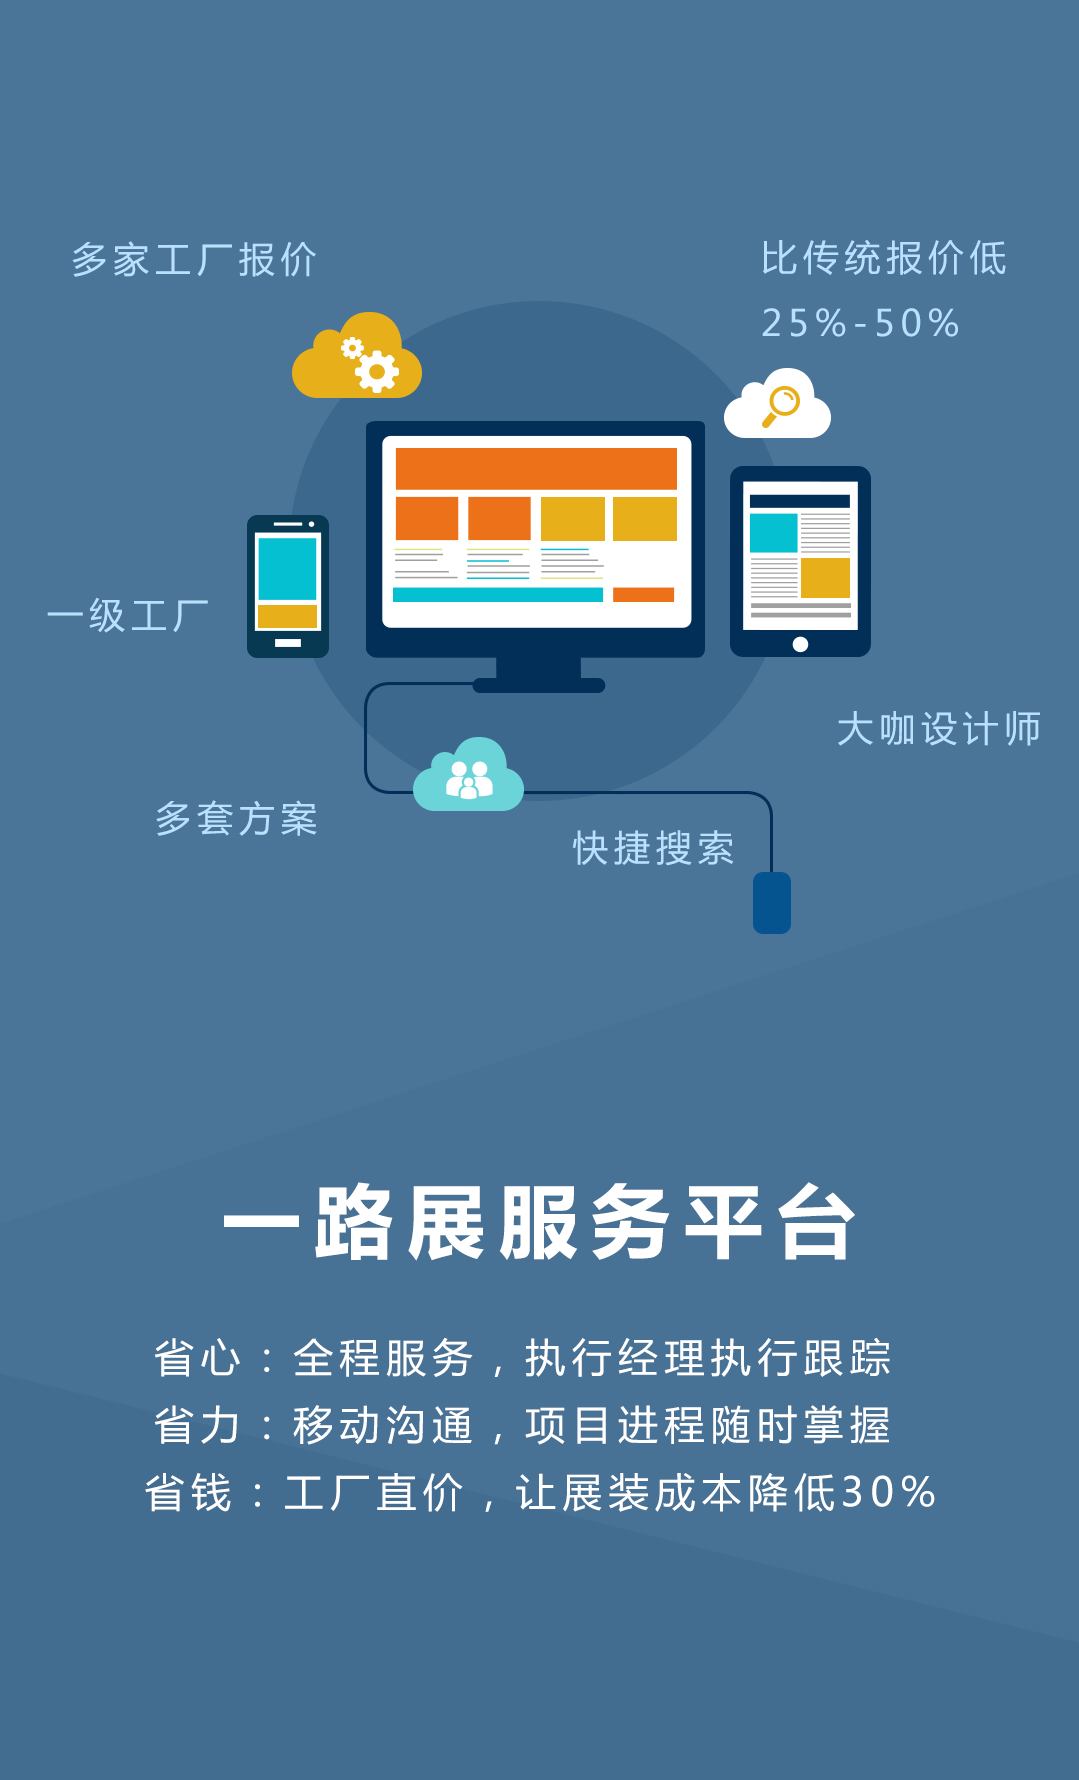 多家工厂报价
比传统报价低
25%-50%
一级工厂
大咖设计师
多套方案
快捷搜索
一路展服务平台
省心：全程服务，执行经理执行跟踪
省力：移动沟通，项目进程随时掌握
省钱：工厂直价，让展装成本降低30%